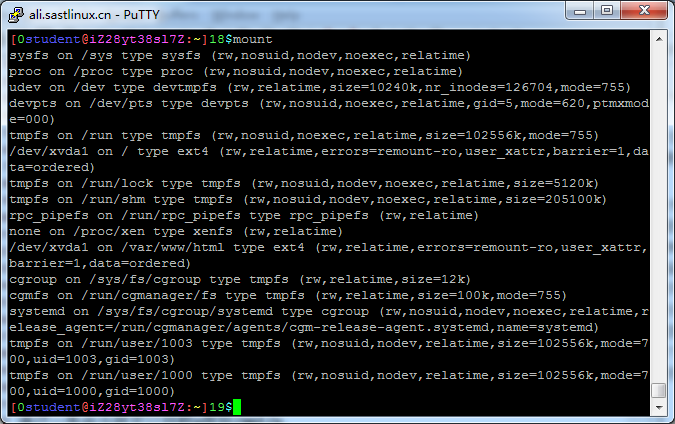 ali.sastlinux.cn - PuTTY
[0student@iZ28yt38sl7Z:~]18$mount
sysfs on /sys type sysfs (rw,nosuid,nodev,noexec,relatime)
proc on /proc type proc (rw,nosuid,nodev,noexec,relatime)
udev on /dev type devtmpfs (rw,relatime,size=10240k,nr_inodes=126704,mode=755)
devpts on /dev/pts type devpts (rw,nosuid,noexec,relatime,gid=5,mode=620,ptmxmod
e=000)
tmpfs on /run type tmpfs (rw,nosuid,noexec,relatime,size=102556k,mode=755)
/dev/xvda1 on / type ext4 (rw,relatime,errors=remount-ro,user_xattr,barrier=1,da
ta=ordered)
tmpfs on /run/lock type tmpfs (rw,nosuid,nodev,noexec,relatime,size=5120k)
tmpfs on /run/shm type tmpfs (rw,nosuid,nodev,noexec,relatime,size=205100k)
rpc_pipefs on /run/rpc_pipefs type rpc_pipefs (rw,relatime)
none on /proc/xen type xenfs (rw,relatime)
/dev/xvda1 on /var/www/html type ext4 (rw,relatime,errors=remount-ro,user_xattr,
barrier=1,data=ordered)
cgroup on /sys/fs/cgroup type tmpfs (rw,relatime,size=12k)
cgmfs on /run/cgmanager/fs type tmpfs (rw,relatime,size=100k,mode=755)
systemd on /sys/fs/cgroup/systemd type cgroup (rw,nosuid,nodev,noexec,relatime,r
elease_agent=/run/cgmanager/agents/cgm-release-agent.systemd,name=systemd)
tmpfs on /run/user/1003 type tmpfs (rw,nosuid,nodev,relatime,size=102556k,mode=7
00,uid=1003,gid=1003)
tmpfs on /run/user/1000 type tmpfs (rw,nosuid,nodev,relatime,size=102556k,mode=7
00,uid=1000,gid=1000)
[0student@iZ28yt38sl7Z:~]19$